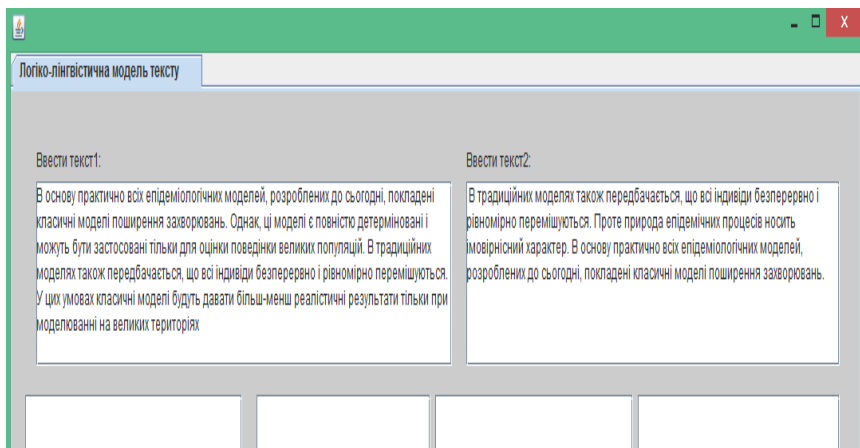 Логіко-лінгвістична модель тексту
Ввести текст1:
В основу практично всіх епідеміологічних моделей, розроблених до сьогодні, покладені
класичні моделі поширення захворювань. Однак, ці моделі є повністю детерміновані і
можуть бути застосовані тільки для оцінки поведінки великих популяцій. В традиційних
моделях також передбачається, що всі індивіди безперервно і рівномірно перемішуються.
У цих умовах класичні моделі будуть давати більш-менш реалістичні результати тільки при
моделюванні на великих територіях
Ввести текст2:
В традиційних моделях також передбачається, що всі індивіди безперервно і
рівномірно перемішуються. Проте природа епідемічних процесів носить
імовірнісний характер. В основу практично всіх епідеміологічних моделей,
розроблених до сьогодні, покладені класичні моделі поширення захворювань.